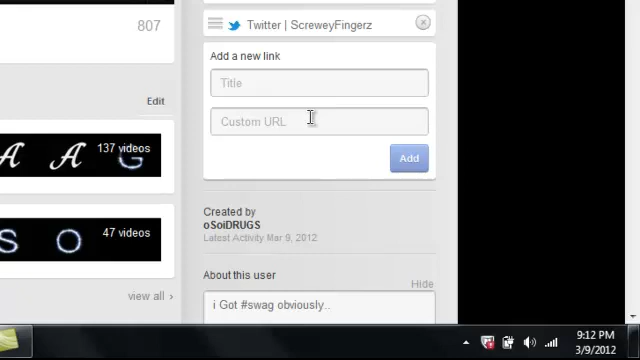 807
Twitter | ScreweyFingerz
Add a new link
Title
Custom URL
Add
Edit
A A G
137 videos
S O
47 videos
view all ›
Created by
oSoiDRUGS
Latest Activity Mar 9, 2012
About this user
Hide
i Got #swag obviously..
9:12 PM
3/9/2012